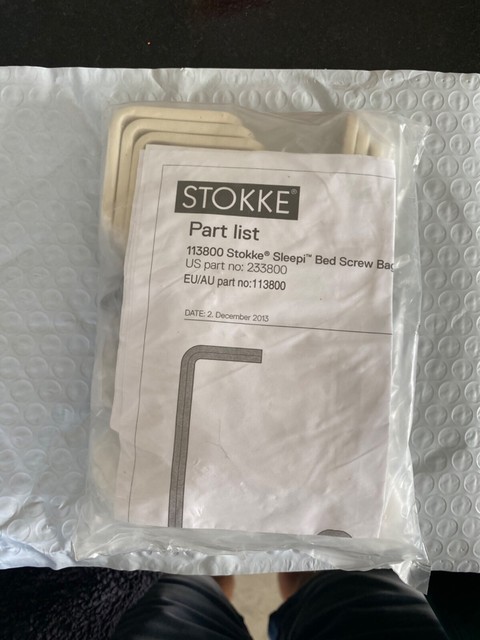 STOKKE®
Part list
113800 Stokke® Sleepi™ Bed Screw Bag
US part no: 233800
EU/AU part no:113800
DATE: 2. December 2013